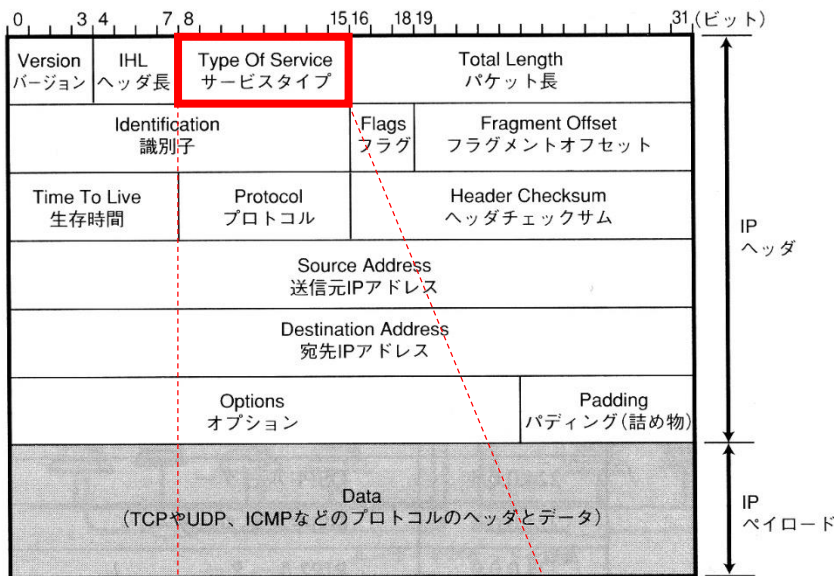 0 3 4 7 8 15 16 18 19 31 (ビット)
Version
バージョン
IHL
ヘッダ長
Type Of Service
サービスタイプ
Total Length
パケット長
Identification
識別子
Flags
フラグ
Fragment Offset
フラグメントオフセット
Time To Live
生存時間
Protocol
プロトコル
Header Checksum
ヘッダチェックサム
Source Address
送信元IPアドレス
Destination Address
宛先IPアドレス
Options
オプション
Padding
パディング(詰め物)
IP
ヘッダ
Data
(TCPやUDP、ICMPなどのプロトコルのヘッダとデータ)
IP
ペイロード